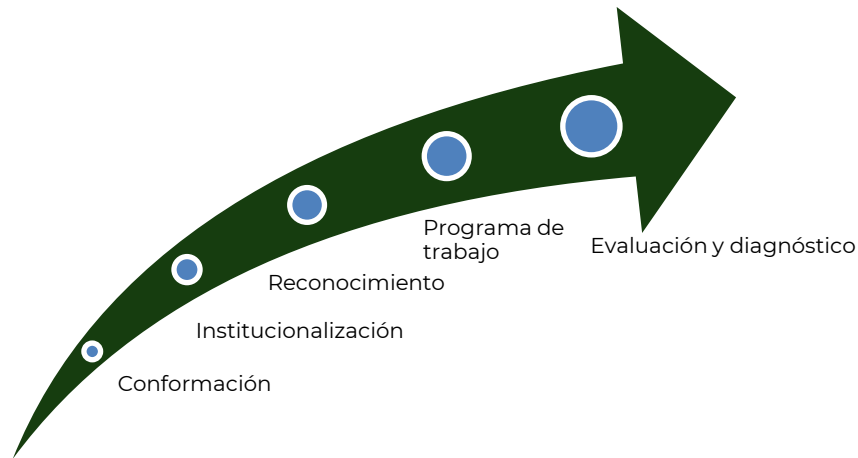 Programa de
trabajo
Evaluación y diagnóstico
Reconocimiento
Institucionalización
Conformación